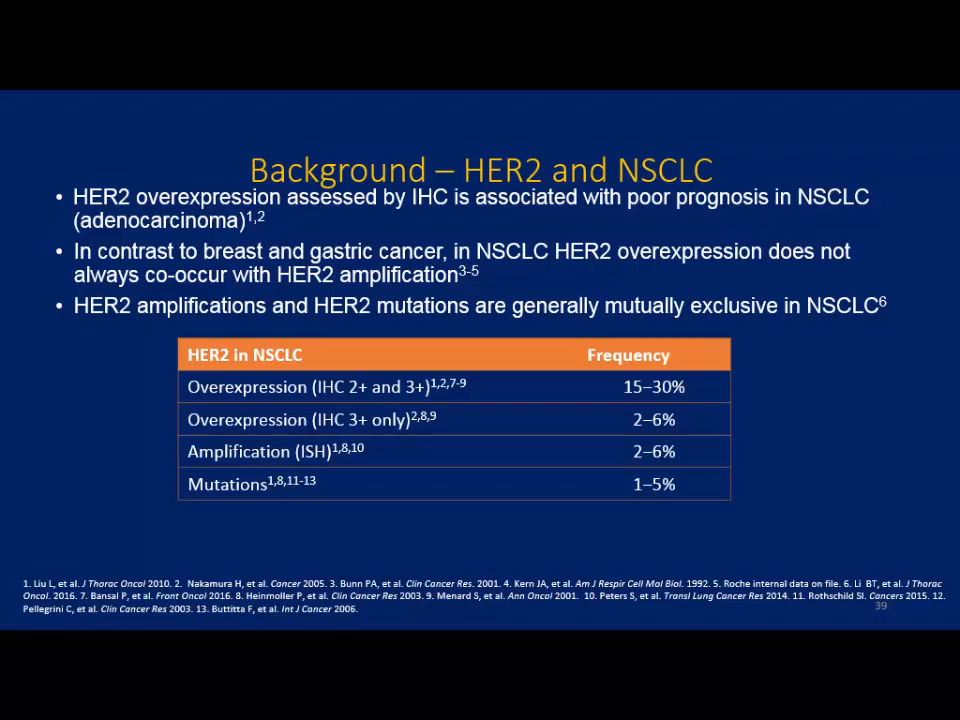 Background – HER2 and NSCLC
• HER2 overexpression assessed by IHC is associated with poor prognosis in NSCLC
(adenocarcinoma)1,2
• In contrast to breast and gastric cancer, in NSCLC HER2 overexpression does not
always co-occur with HER2 amplification3-5
• HER2 amplifications and HER2 mutations are generally mutually exclusive in NSCLC6
HER2 in NSCLC Frequency
Overexpression (IHC 2+ and 3+)1,2,7-9 15–30%
Overexpression (IHC 3+ only)2,8,9 2–6%
Amplification (ISH)1,8,10 2–6%
Mutations1,8,11-13 1–5%
1. Liu L, et al. J Thorac Oncol 2010. 2. Nakamura H, et al. Cancer 2005. 3. Bunn PA, et al. Clin Cancer Res. 2001. 4. Kern JA, et al. Am J Respir Cell Mol Biol. 1992. 5. Roche internal data on file. 6. Li BT, et al. J Thorac
Oncol. 2016. 7. Bansal P, et al. Front Oncol 2016. 8. Heinmoller P, et al. Clin Cancer Res 2003. 9. Menard S, et al. Ann Oncol 2001. 10. Peters S, et al. Transl Lung Cancer Res 2014. 11. Rothschild SI. Cancers 2015. 12.
Pellegrini C, et al. Clin Cancer Res 2003. 13. Buttitta F, et al. Int J Cancer 2006.
39